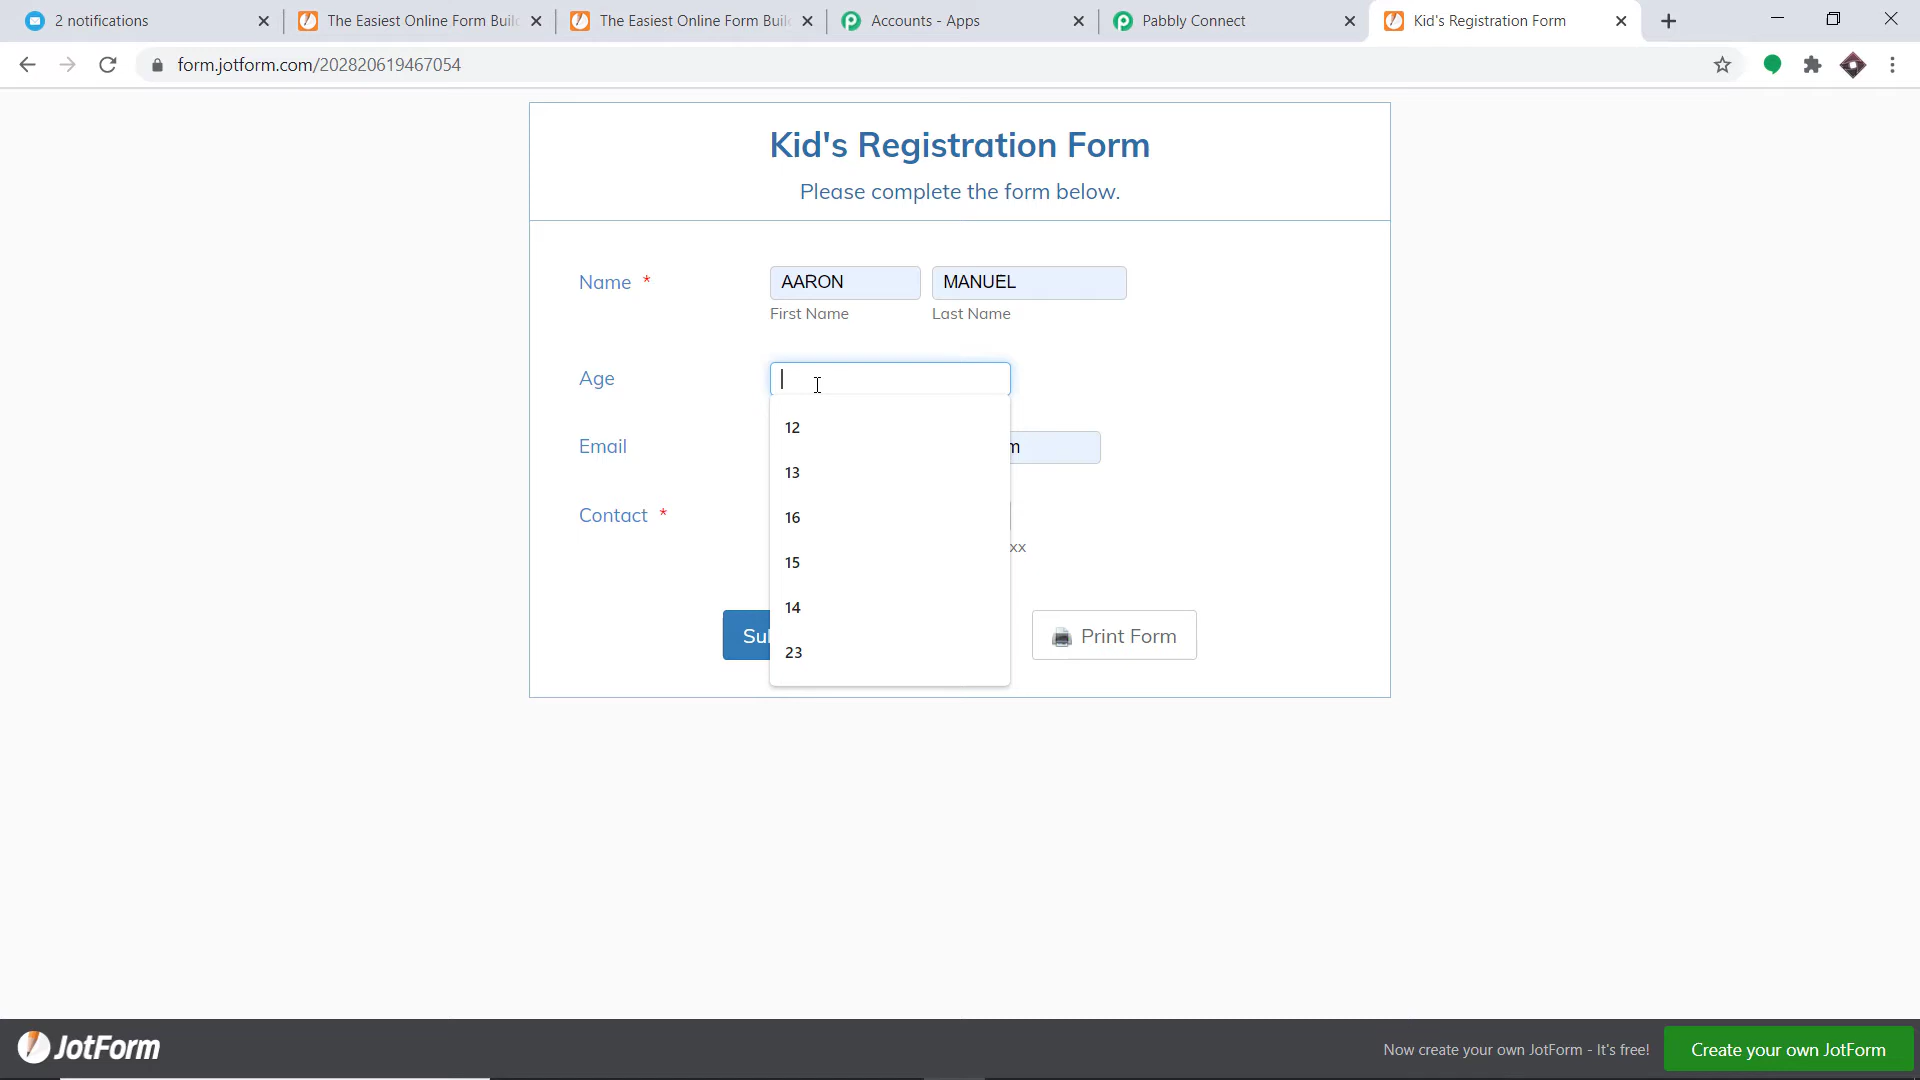 2 notifications
The Easiest Online Form Buil
The Easiest Online Form Buil
Accounts - Apps
Pabbly Connect
Kid's Registration Form
form.jotform.com/202820619467054
Kid's Registration Form
Please complete the form below.
Name *
AARON
MANUEL
First Name
Last Name
Age
12
13
16
15
14
23
Email
m
Contact *
xx
Su
Print Form
JotForm
Now create your own JotForm - It's free!
Create your own JotForm